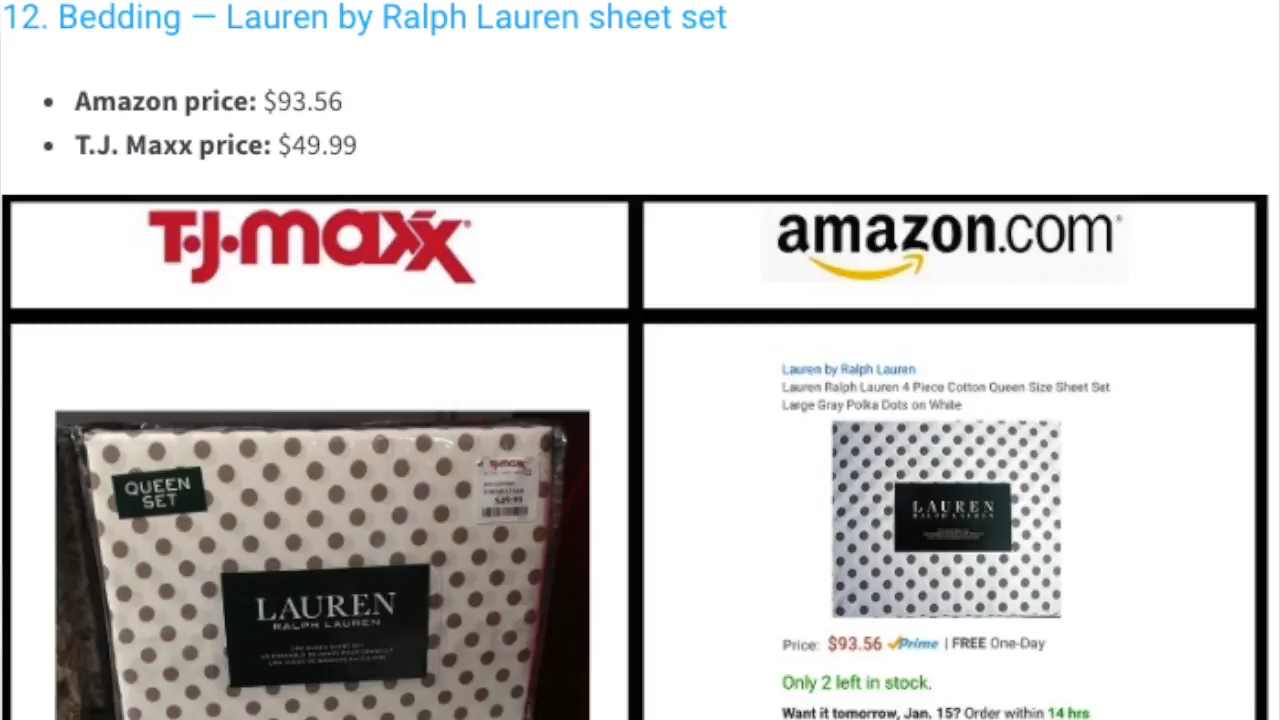 12. Bedding — Lauren by Ralph Lauren sheet set
Amazon price: $93.56
T.J. Maxx price: $49.99
T.J.maxx
amazon.com
Lauren by Ralph Lauren
Lauren Ralph Lauren 4 Piece Cotton Queen Size Sheet Set
Large Gray Polka Dots on White
QUEEN
SET
T.J.maxx
$49.99
LAUREN
RALPH LAUREN
LAUREN
RALPH LAUREN
Price: $93.56 Prime | FREE One-Day
Only 2 left in stock.
Want it tomorrow, Jan. 15? Order within 14 hrs